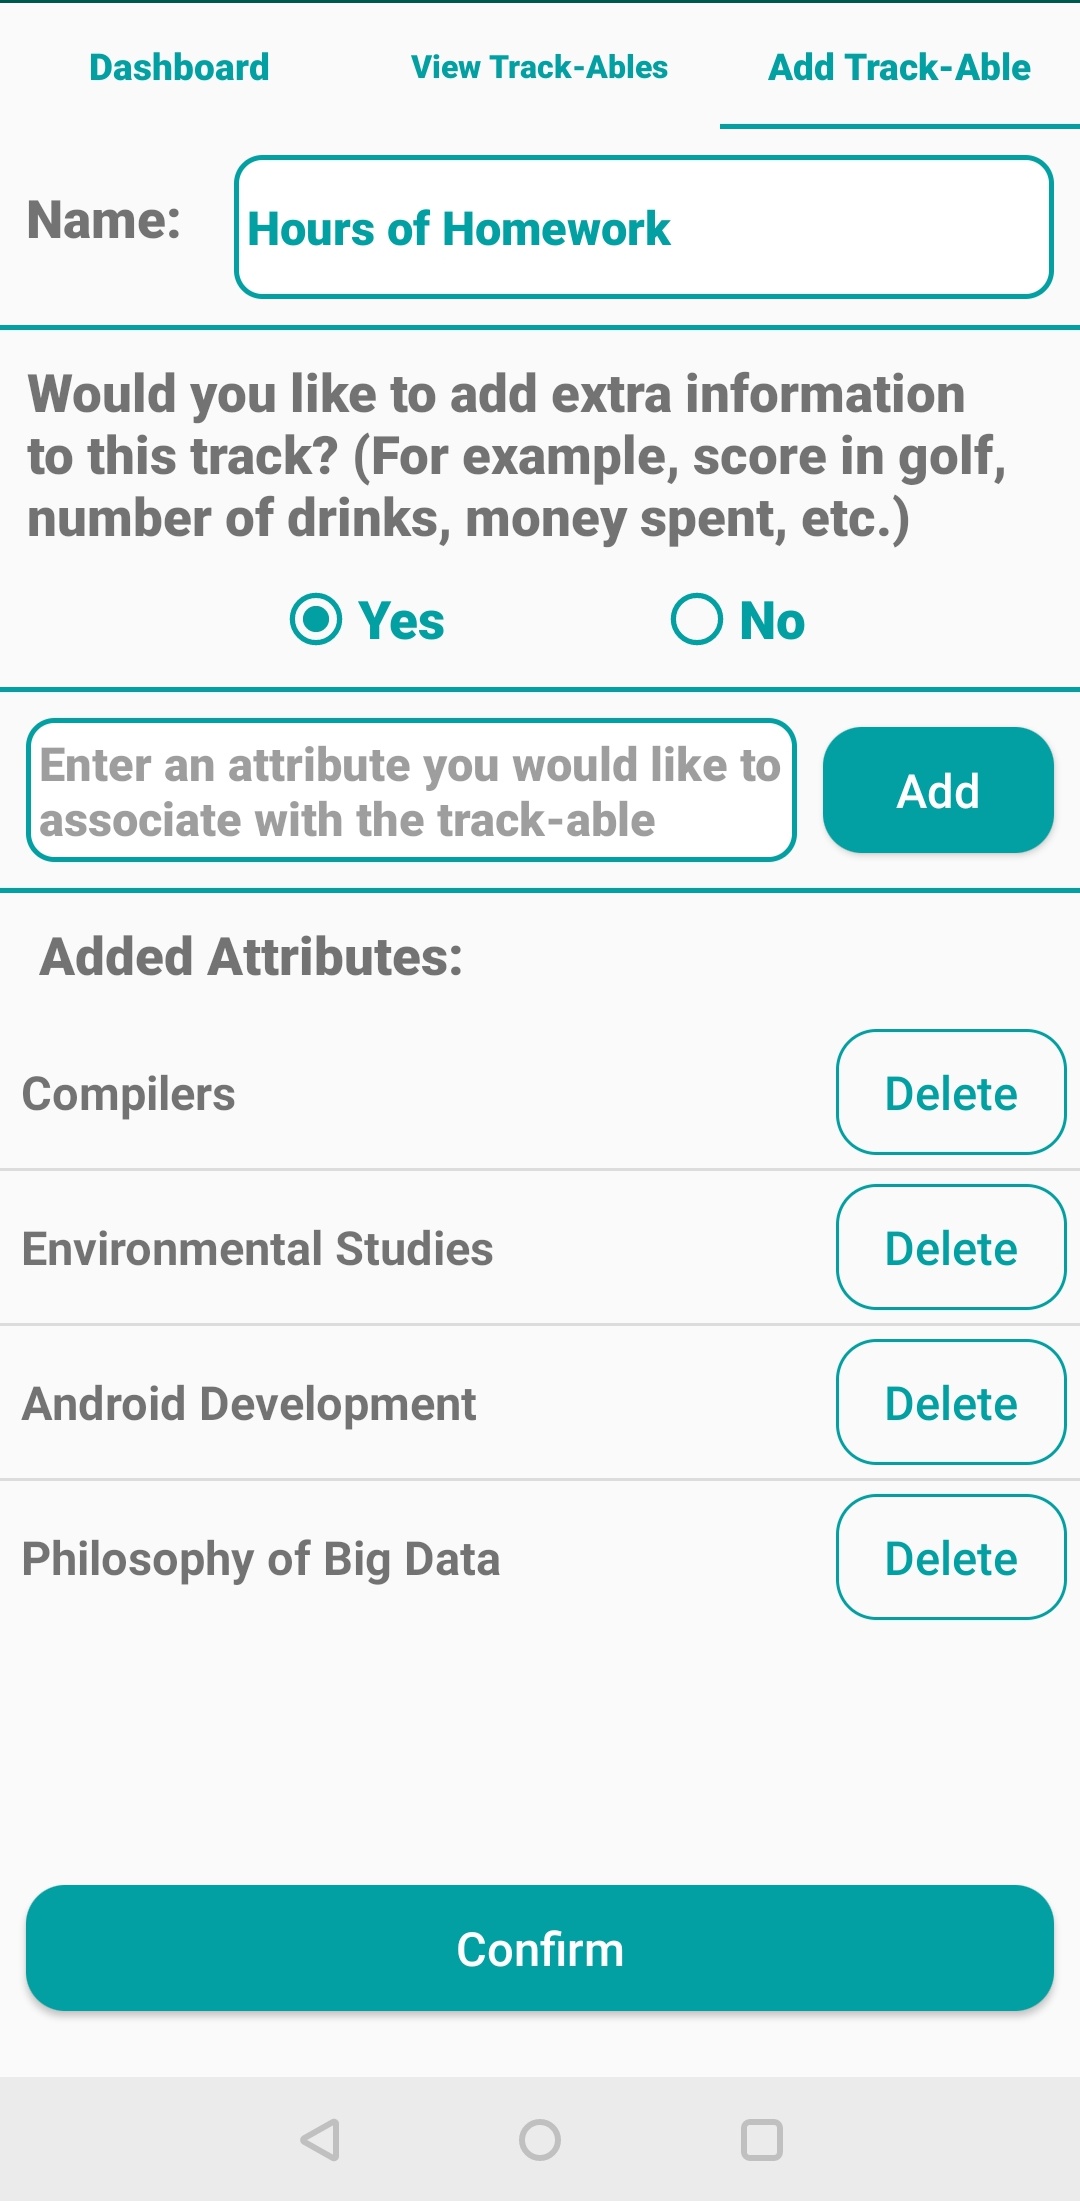 Dashboard View Track-Ables Add Track-Able
Name: Hours of Homework
Would you like to add extra information
to this track? (For example, score in golf,
number of drinks, money spent, etc.)
Yes No
Enter an attribute you would like to
associate with the track-able
Add
Added Attributes:
Compilers Delete
Environmental Studies Delete
Android Development Delete
Philosophy of Big Data Delete
Confirm